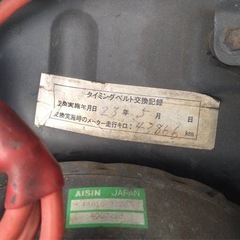 タイミングベルト交換記録
交換実施年月日 23年 5月 日
交換実施時のメーター走行キロ: 43866 km
AISIN JAPAN